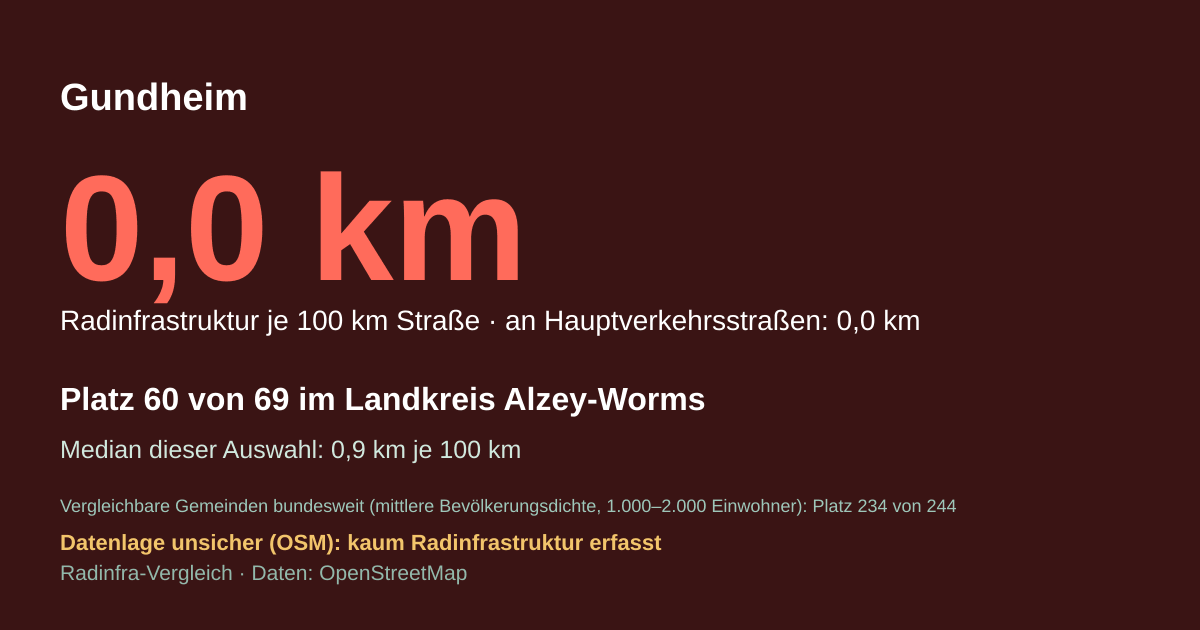 Gundheim
0,0 km
Radinfrastruktur je 100 km Straße · an Hauptverkehrsstraßen: 0,0 km
Platz 60 von 69 im Landkreis Alzey-Worms
Median dieser Auswahl: 0,9 km je 100 km
Vergleichbare Gemeinden bundesweit (mittlere Bevölkerungsdichte, 1.000–2.000 Einwohner): Platz 234 von 244
Datenlage unsicher (OSM): kaum Radinfrastruktur erfasst
Radinfra-Vergleich · Daten: OpenStreetMap